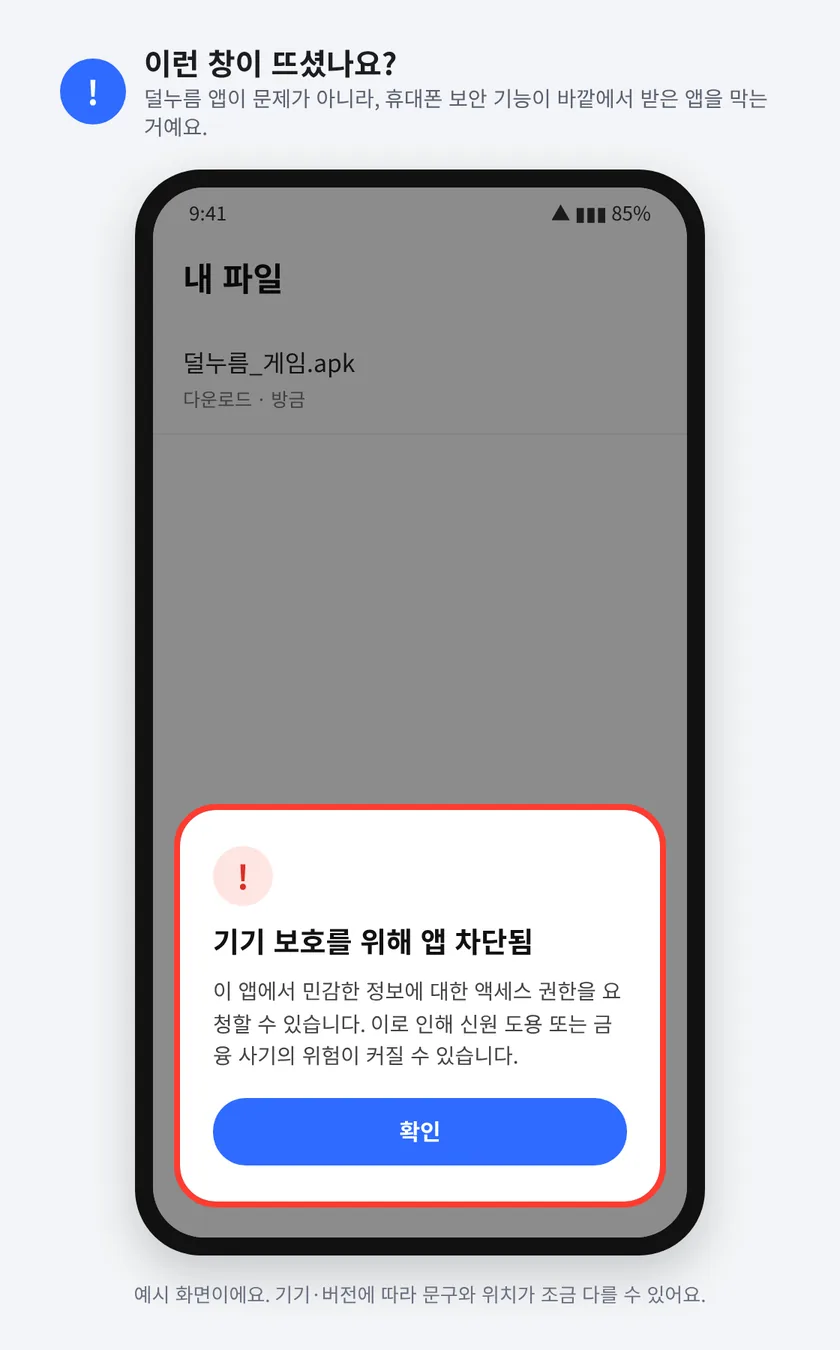 이런 창이 뜨셨나요?
덜누름 앱이 문제가 아니라, 휴대폰 보안 기능이 바깥에서 받은 앱을 막는
거예요.
!
9:41
85%
내 파일
덜누름_게임.apk
다운로드 · 방금
!
기기 보호를 위해 앱 차단됨
이 앱에서 민감한 정보에 대한 액세스 권한을 요
청할 수 있습니다. 이로 인해 신원 도용 또는 금
융 사기의 위험이 커질 수 있습니다.
확인
예시 화면이에요. 기기·버전에 따라 문구와 위치가 조금 다를 수 있어요.